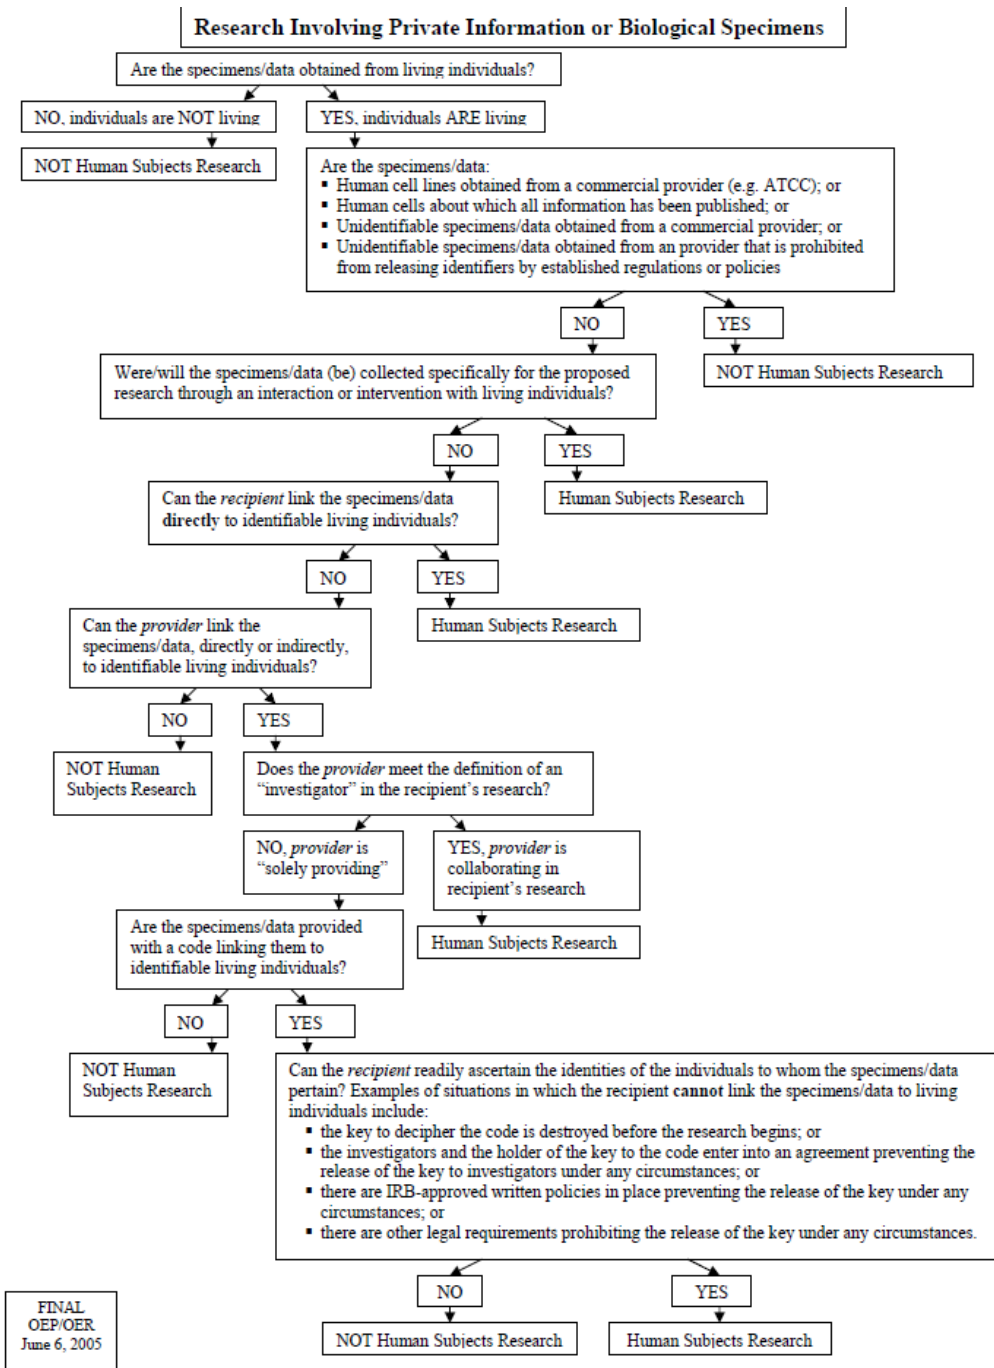 Research Involving Private Information or Biological Specimens
Are the specimens/data obtained from living individuals?
NO, individuals are NOT living
YES, individuals ARE living
NOT Human Subjects Research
Are the specimens/data:
▪ Human cell lines obtained from a commercial provider (e.g. ATCC); or
▪ Human cells about which all information has been published; or
▪ Unidentifiable specimens/data obtained from a commercial provider; or
▪ Unidentifiable specimens/data obtained from an provider that is prohibited
from releasing identifiers by established regulations or policies
NO
YES
NOT Human Subjects Research
Were/will the specimens/data (be) collected specifically for the proposed
research through an interaction or intervention with living individuals?
NO
YES
Human Subjects Research
Can the recipient link the specimens/data
directly to identifiable living individuals?
NO
YES
Human Subjects Research
Can the provider link the
specimens/data, directly or indirectly,
to identifiable living individuals?
NO
YES
NOT Human
Subjects Research
Does the provider meet the definition of an
“investigator” in the recipient’s research?
NO, provider is
“solely providing”
YES, provider is
collaborating in
recipient’s research
Human Subjects Research
Are the specimens/data provided
with a code linking them to
identifiable living individuals?
NO
YES
NOT Human
Subjects Research
Can the recipient readily ascertain the identities of the individuals to whom the specimens/data
pertain? Examples of situations in which the recipient cannot link the specimens/data to living
individuals include:
▪ the key to decipher the code is destroyed before the research begins; or
▪ the investigators and the holder of the key to the code enter into an agreement preventing the
release of the key to investigators under any circumstances; or
▪ there are IRB-approved written policies in place preventing the release of the key under any
circumstances; or
▪ there are other legal requirements prohibiting the release of the key under any circumstances.
NO
YES
NOT Human Subjects Research
Human Subjects Research
FINAL
OEP/OER
June 6, 2005